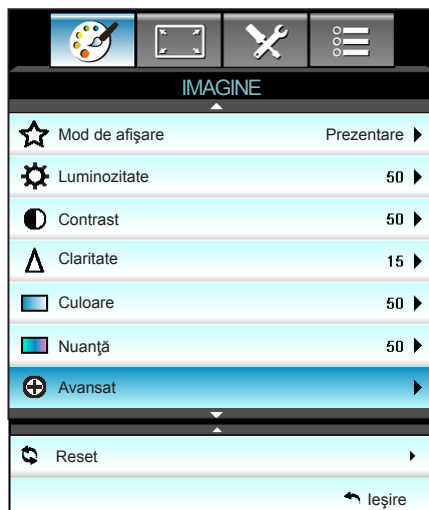 IMAGINE
Mod de afişare Prezentare
Luminozitate 50
Contrast 50
Claritate 15
Culoare 50
Nuanţă 50
Avansat
Reset
Ieşire